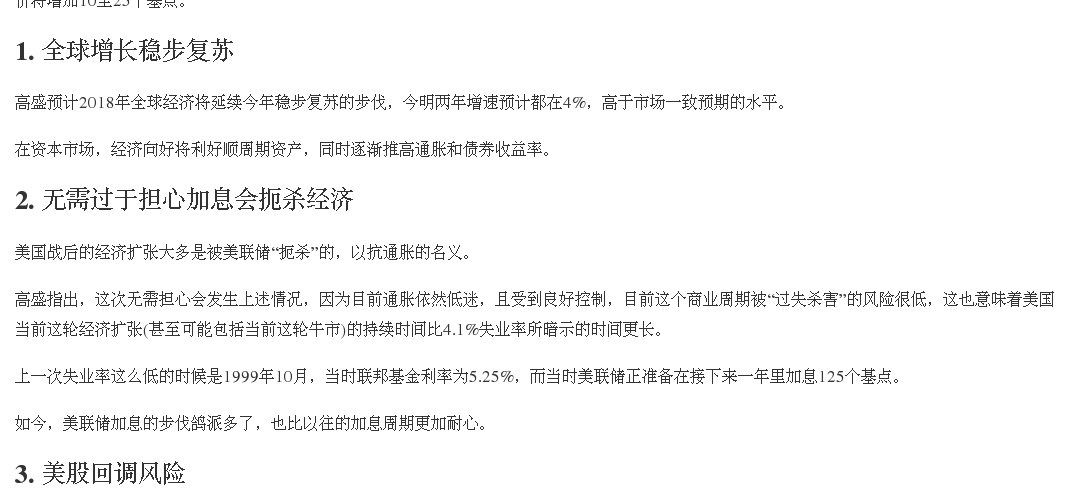 价将增加10至25个基点。
1. 全球增长稳步复苏
高盛预计2018年全球经济将延续今年稳步复苏的步伐，今明两年增速预计都在4%，高于市场一致预期的水平。
在资本市场，经济向好将利好顺周期资产，同时逐渐推高通胀和债券收益率。
2. 无需过于担心加息会扼杀经济
美国战后的经济扩张大多是被美联储“扼杀”的，以抗通胀的名义。
高盛指出，这次无需担心会发生上述情况，因为目前通胀依然低迷，且受到良好控制，目前这个商业周期被“过失杀害”的风险很低，这也意味着美国
当前这轮经济扩张(甚至可能包括当前这轮牛市)的持续时间比4.1%失业率所暗示的时间更长。
上一次失业率这么低的时候是1999年10月，当时联邦基金利率为5.25%，而当时美联储正准备在接下来一年里加息125个基点。
如今，美联储加息的步伐鸽派多了，也比以往的加息周期更加耐心。
3. 美股回调风险